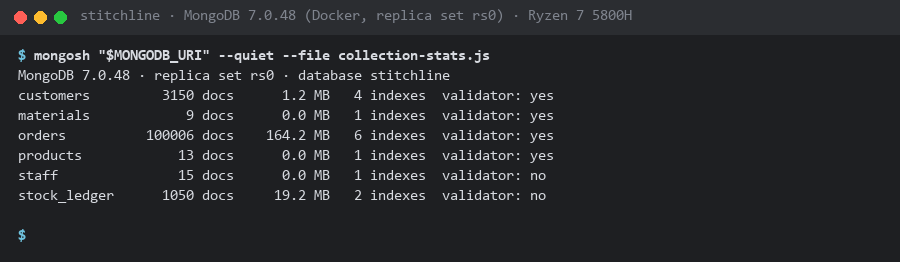 stitchline · MongoDB 7.0.48 (Docker, replica set rs0) · Ryzen 7 5800H
$ mongosh "$MONGODB_URI" --quiet --file collection-stats.js
MongoDB 7.0.48 · replica set rs0 · database stitchline
customers         3150 docs      1.2 MB   4 indexes  validator: yes
materials            9 docs      0.0 MB   1 indexes  validator: yes
orders          100006 docs    164.2 MB   6 indexes  validator: yes
products            13 docs      0.0 MB   1 indexes  validator: yes
staff               15 docs      0.0 MB   1 indexes  validator: no
stock_ledger      1050 docs     19.2 MB   2 indexes  validator: no
$